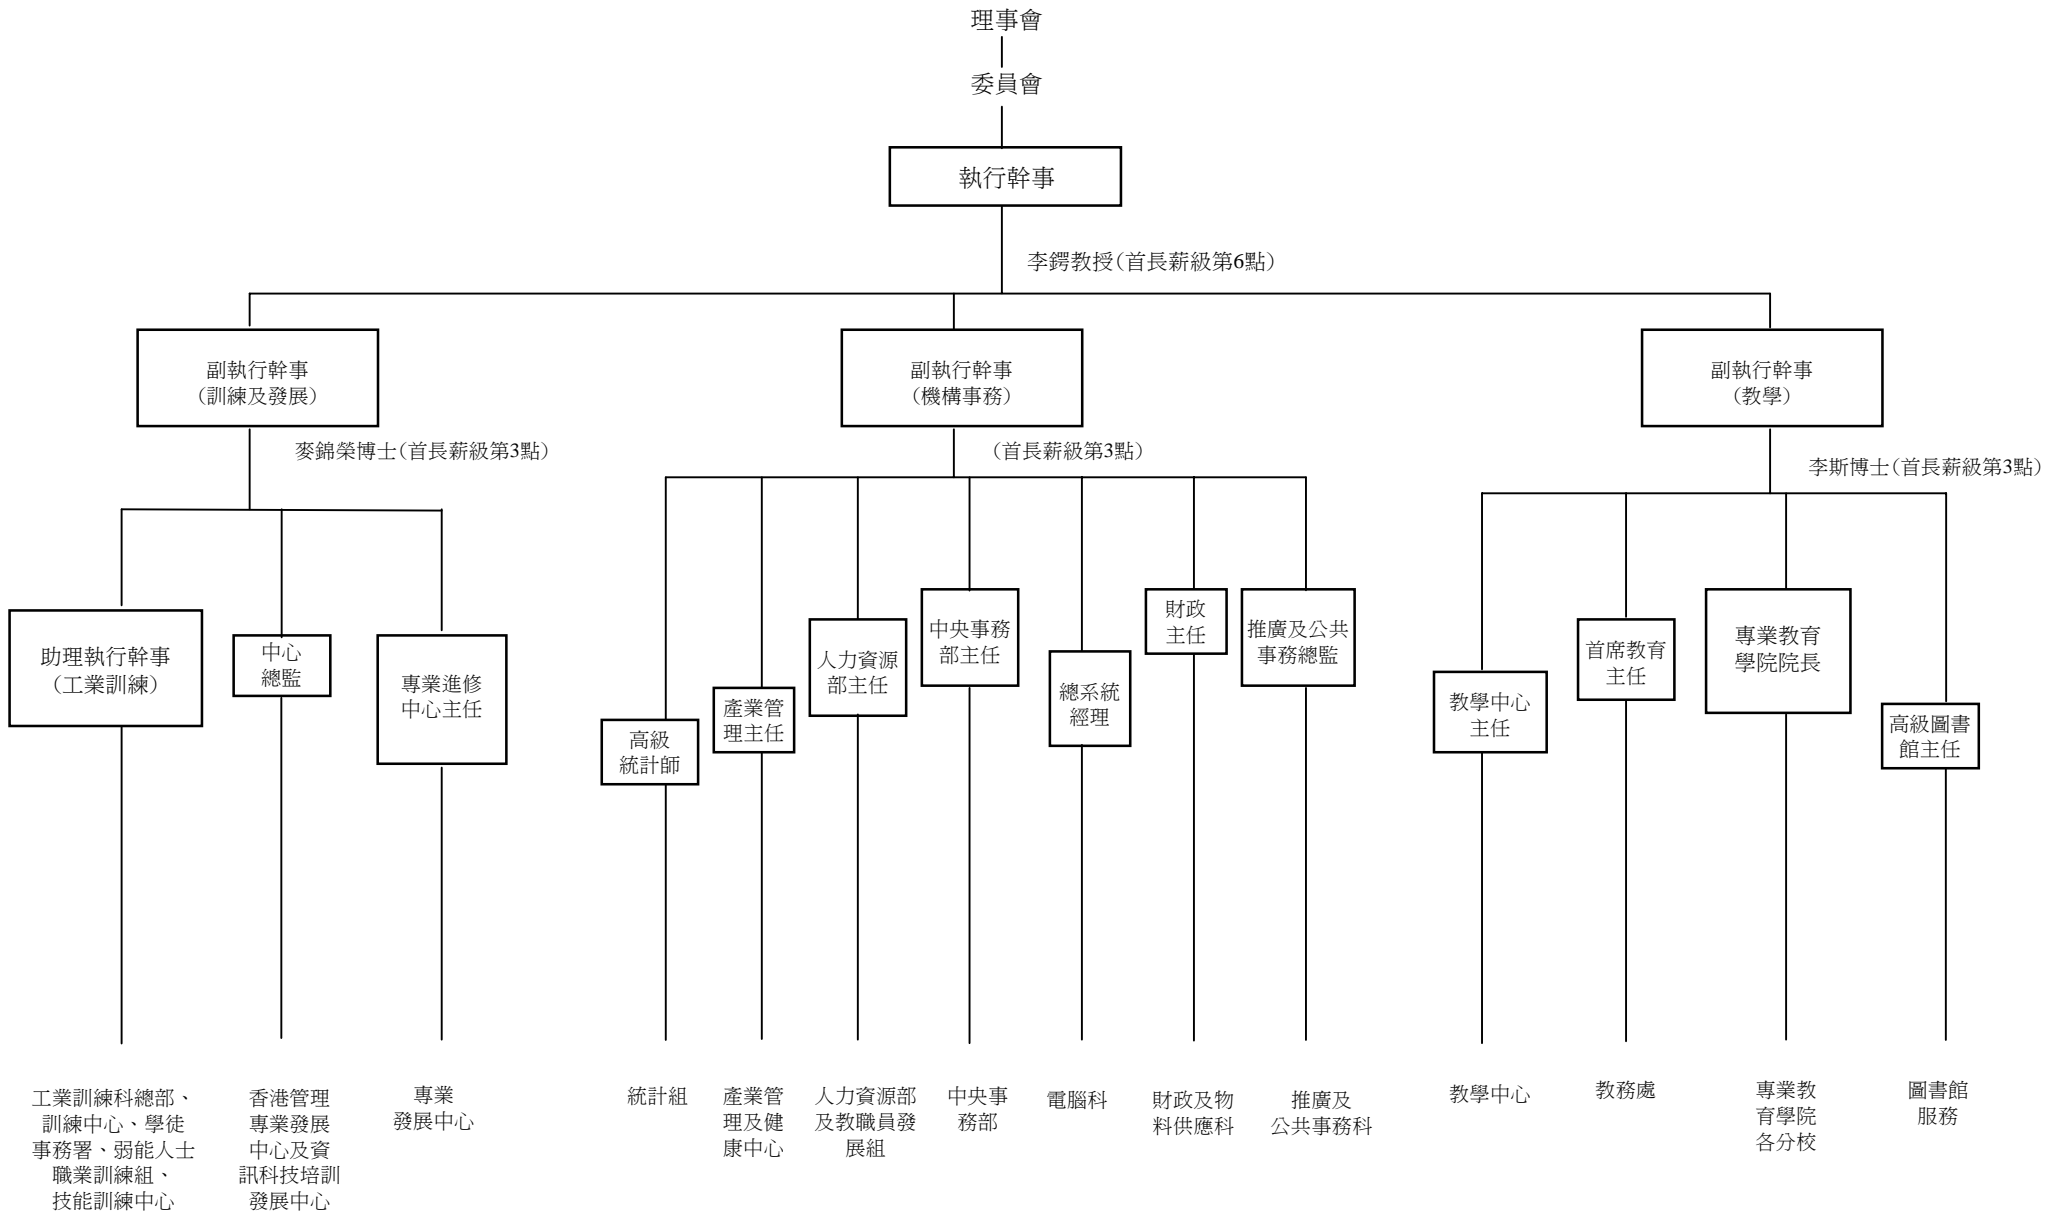 理事會
委員會
執行幹事
李鍔教授(首長薪級第6點)
副執行幹事
(訓練及發展)
麥錦榮博士(首長薪級第3點)
副執行幹事
(機構事務)
(首長薪級第3點)
副執行幹事
(教學)
李斯博士(首長薪級第3點)
助理執行幹事
(工業訓練)
中心
總監
專業進修
中心主任
高級
統計師
產業管
理主任
人力資源
部主任
中央事務
部主任
總系統
經理
財政
主任
推廣及公共
事務總監
教學中心
主任
首席教育
主任
專業教育
學院院長
高級圖書
館主任
工業訓練科總部、
訓練中心、學徒
事務署、弱能人士
職業訓練組、
技能訓練中心
香港管理
專業發展
中心及資
訊科技培訓
發展中心
專業
發展中心
統計組
產業管
理及健
康中心
人力資源部
及教職員發
展組
中央事
務部
電腦科
財政及物
料供應科
推廣及
公共事務科
教學中心
教務處
專業教
育學院
各分校
圖書館
服務